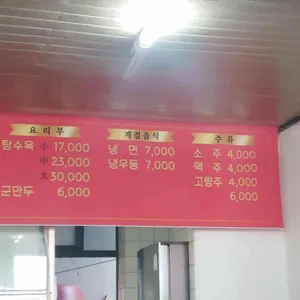 요리부
탕수육 小 17,000
中 23,000
大 30,000
군만두 6,000
계절음식
냉면 7,000
냉우동 7,000
주류
소주 4,000
맥주 4,000
고량주 4,000
6,000